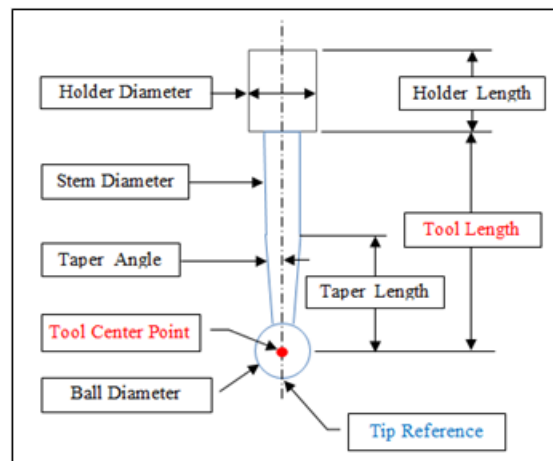 Holder Diameter
Holder Length
Stem Diameter
Tool Length
Taper Angle
Taper Length
Tool Center Point
Ball Diameter
Tip Reference